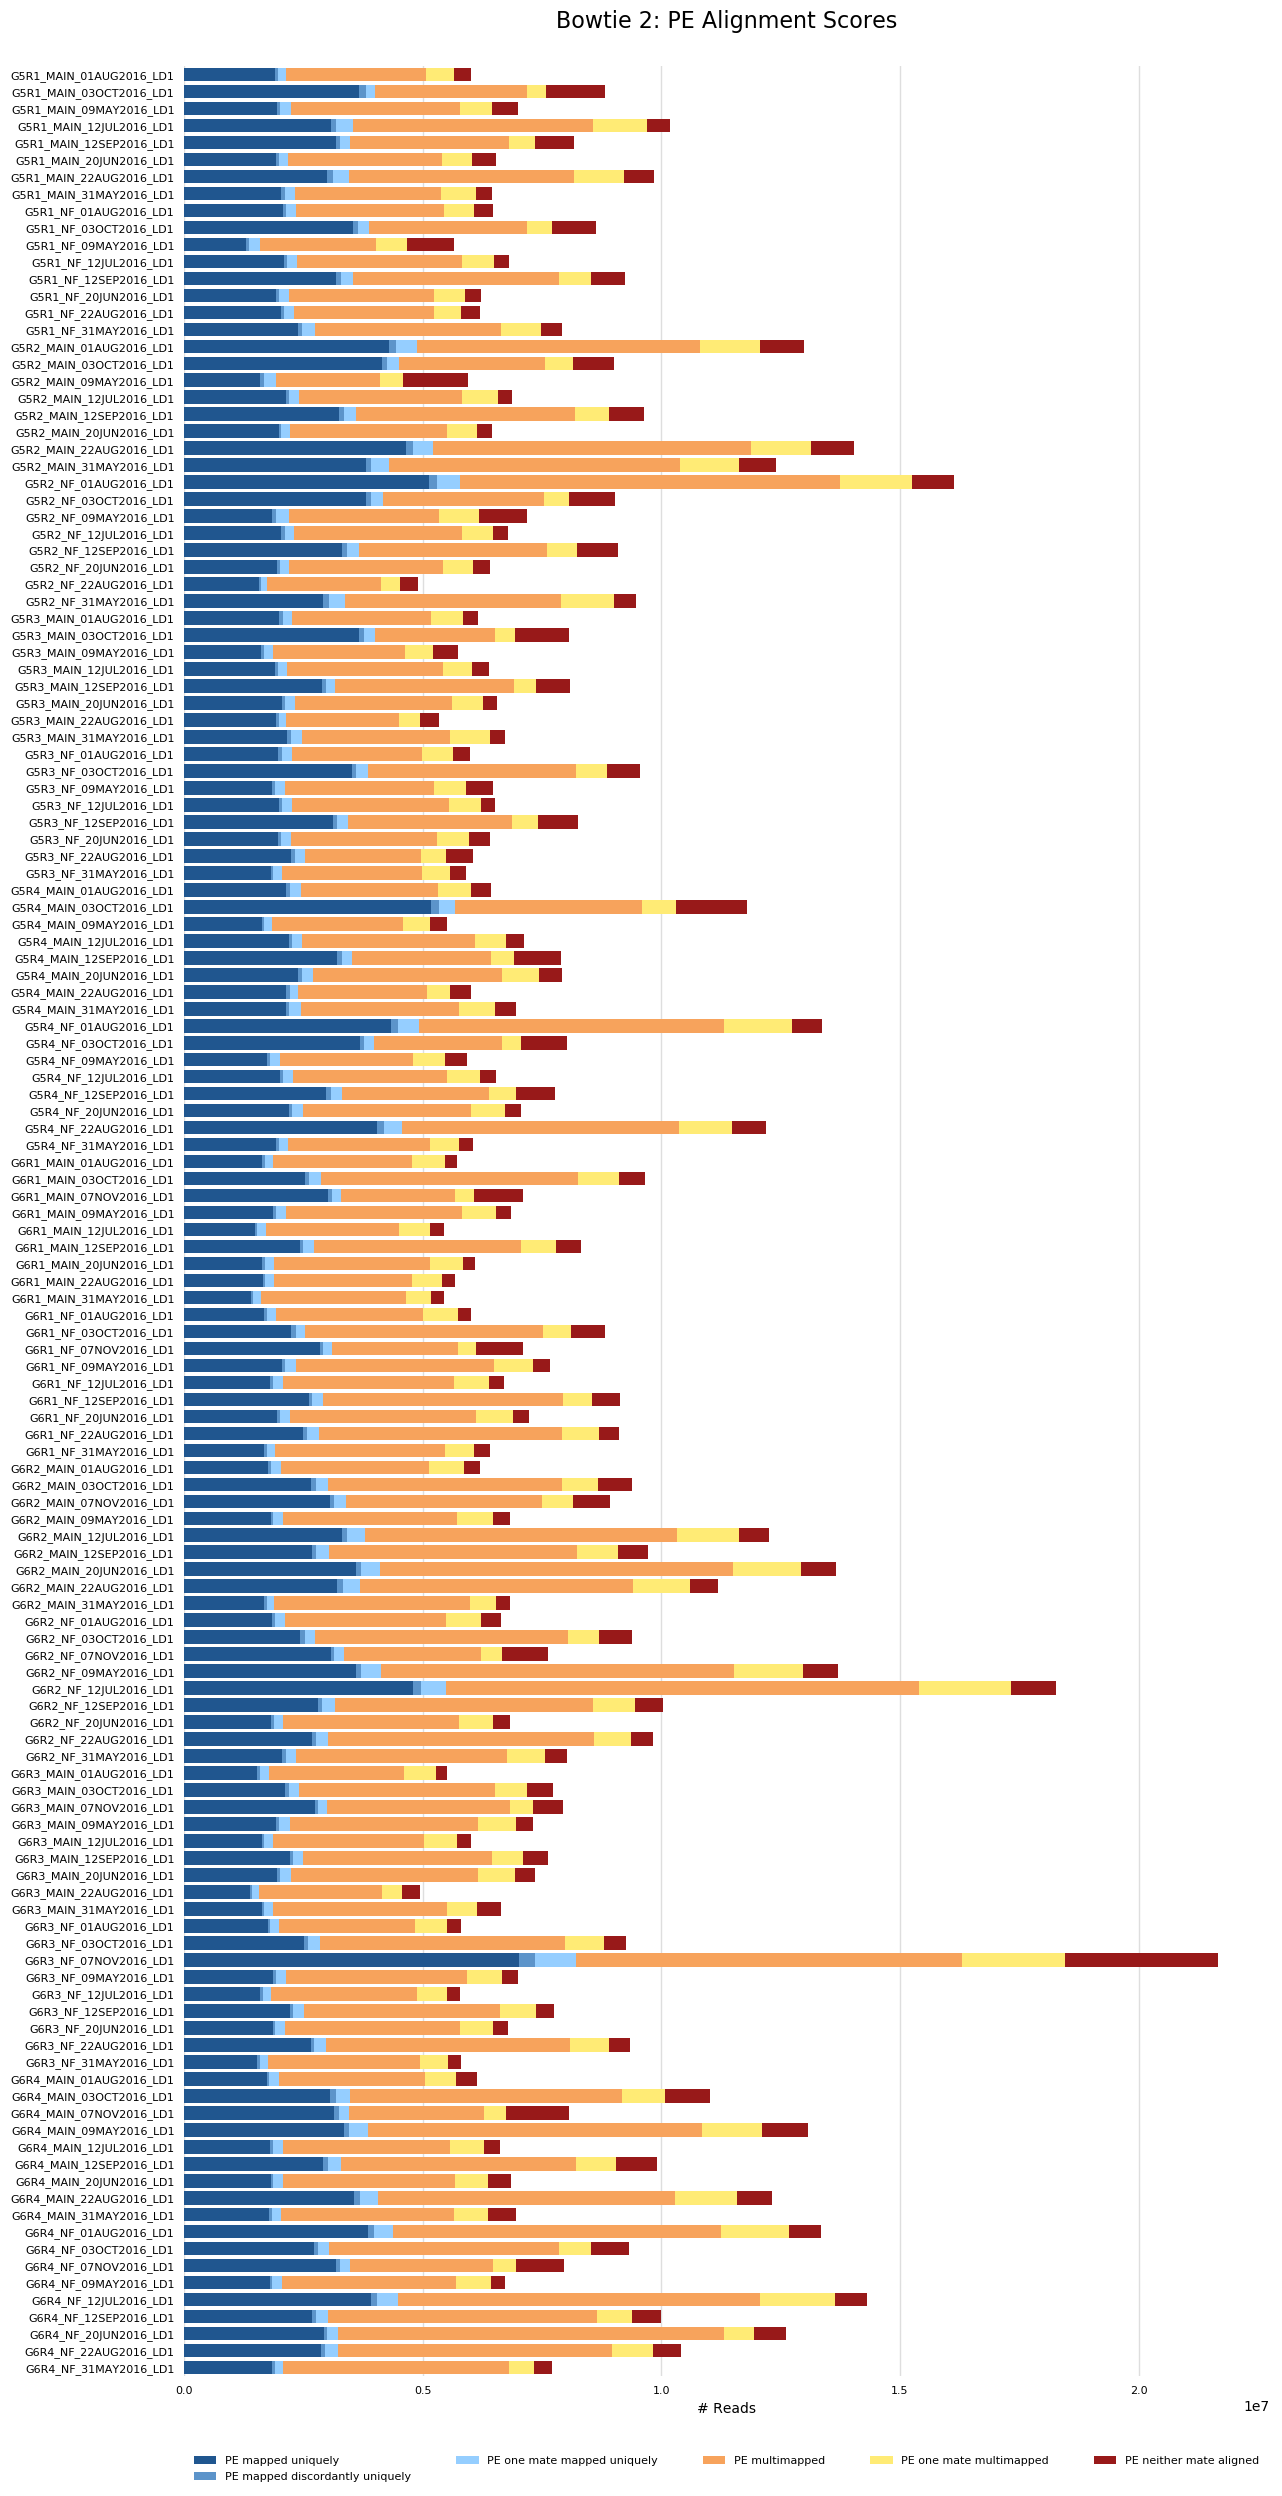 Bowtie 2: PE Alignment Scores
G5R1_MAIN_01AUG2016_LD1
G5R1_MAIN_03OCT2016_LD1
G5R1_MAIN_09MAY2016_LD1
G5R1_MAIN_12JUL2016_LD1
G5R1_MAIN_12SEP2016_LD1
G5R1_MAIN_20JUN2016_LD1
G5R1_MAIN_22AUG2016_LD1
G5R1_MAIN_31MAY2016_LD1
G5R1_NF_01AUG2016_LD1
G5R1_NF_03OCT2016_LD1
G5R1_NF_09MAY2016_LD1
G5R1_NF_12JUL2016_LD1
G5R1_NF_12SEP2016_LD1
G5R1_NF_20JUN2016_LD1
G5R1_NF_22AUG2016_LD1
G5R1_NF_31MAY2016_LD1
G5R2_MAIN_01AUG2016_LD1
G5R2_MAIN_03OCT2016_LD1
G5R2_MAIN_09MAY2016_LD1
G5R2_MAIN_12JUL2016_LD1
G5R2_MAIN_12SEP2016_LD1
G5R2_MAIN_20JUN2016_LD1
G5R2_MAIN_22AUG2016_LD1
G5R2_MAIN_31MAY2016_LD1
G5R2_NF_01AUG2016_LD1
G5R2_NF_03OCT2016_LD1
G5R2_NF_09MAY2016_LD1
G5R2_NF_12JUL2016_LD1
G5R2_NF_12SEP2016_LD1
G5R2_NF_20JUN2016_LD1
G5R2_NF_22AUG2016_LD1
G5R2_NF_31MAY2016_LD1
G5R3_MAIN_01AUG2016_LD1
G5R3_MAIN_03OCT2016_LD1
G5R3_MAIN_09MAY2016_LD1
G5R3_MAIN_12JUL2016_LD1
G5R3_MAIN_12SEP2016_LD1
G5R3_MAIN_20JUN2016_LD1
G5R3_MAIN_22AUG2016_LD1
G5R3_MAIN_31MAY2016_LD1
G5R3_NF_01AUG2016_LD1
G5R3_NF_03OCT2016_LD1
G5R3_NF_09MAY2016_LD1
G5R3_NF_12JUL2016_LD1
G5R3_NF_12SEP2016_LD1
G5R3_NF_20JUN2016_LD1
G5R3_NF_22AUG2016_LD1
G5R3_NF_31MAY2016_LD1
G5R4_MAIN_01AUG2016_LD1
G5R4_MAIN_03OCT2016_LD1
G5R4_MAIN_09MAY2016_LD1
G5R4_MAIN_12JUL2016_LD1
G5R4_MAIN_12SEP2016_LD1
G5R4_MAIN_20JUN2016_LD1
G5R4_MAIN_22AUG2016_LD1
G5R4_MAIN_31MAY2016_LD1
G5R4_NF_01AUG2016_LD1
G5R4_NF_03OCT2016_LD1
G5R4_NF_09MAY2016_LD1
G5R4_NF_12JUL2016_LD1
G5R4_NF_12SEP2016_LD1
G5R4_NF_20JUN2016_LD1
G5R4_NF_22AUG2016_LD1
G5R4_NF_31MAY2016_LD1
G6R1_MAIN_01AUG2016_LD1
G6R1_MAIN_03OCT2016_LD1
G6R1_MAIN_07NOV2016_LD1
G6R1_MAIN_09MAY2016_LD1
G6R1_MAIN_12JUL2016_LD1
G6R1_MAIN_12SEP2016_LD1
G6R1_MAIN_20JUN2016_LD1
G6R1_MAIN_22AUG2016_LD1
G6R1_MAIN_31MAY2016_LD1
G6R1_NF_01AUG2016_LD1
G6R1_NF_03OCT2016_LD1
G6R1_NF_07NOV2016_LD1
G6R1_NF_09MAY2016_LD1
G6R1_NF_12JUL2016_LD1
G6R1_NF_12SEP2016_LD1
G6R1_NF_20JUN2016_LD1
G6R1_NF_22AUG2016_LD1
G6R1_NF_31MAY2016_LD1
G6R2_MAIN_01AUG2016_LD1
G6R2_MAIN_03OCT2016_LD1
G6R2_MAIN_07NOV2016_LD1
G6R2_MAIN_09MAY2016_LD1
G6R2_MAIN_12JUL2016_LD1
G6R2_MAIN_12SEP2016_LD1
G6R2_MAIN_20JUN2016_LD1
G6R2_MAIN_22AUG2016_LD1
G6R2_MAIN_31MAY2016_LD1
G6R2_NF_01AUG2016_LD1
G6R2_NF_03OCT2016_LD1
G6R2_NF_07NOV2016_LD1
G6R2_NF_09MAY2016_LD1
G6R2_NF_12JUL2016_LD1
G6R2_NF_12SEP2016_LD1
G6R2_NF_20JUN2016_LD1
G6R2_NF_22AUG2016_LD1
G6R2_NF_31MAY2016_LD1
G6R3_MAIN_01AUG2016_LD1
G6R3_MAIN_03OCT2016_LD1
G6R3_MAIN_07NOV2016_LD1
G6R3_MAIN_09MAY2016_LD1
G6R3_MAIN_12JUL2016_LD1
G6R3_MAIN_12SEP2016_LD1
G6R3_MAIN_20JUN2016_LD1
G6R3_MAIN_22AUG2016_LD1
G6R3_MAIN_31MAY2016_LD1
G6R3_NF_01AUG2016_LD1
G6R3_NF_03OCT2016_LD1
G6R3_NF_07NOV2016_LD1
G6R3_NF_09MAY2016_LD1
G6R3_NF_12JUL2016_LD1
G6R3_NF_12SEP2016_LD1
G6R3_NF_20JUN2016_LD1
G6R3_NF_22AUG2016_LD1
G6R3_NF_31MAY2016_LD1
G6R4_MAIN_01AUG2016_LD1
G6R4_MAIN_03OCT2016_LD1
G6R4_MAIN_07NOV2016_LD1
G6R4_MAIN_09MAY2016_LD1
G6R4_MAIN_12JUL2016_LD1
G6R4_MAIN_12SEP2016_LD1
G6R4_MAIN_20JUN2016_LD1
G6R4_MAIN_22AUG2016_LD1
G6R4_MAIN_31MAY2016_LD1
G6R4_NF_01AUG2016_LD1
G6R4_NF_03OCT2016_LD1
G6R4_NF_07NOV2016_LD1
G6R4_NF_09MAY2016_LD1
G6R4_NF_12JUL2016_LD1
G6R4_NF_12SEP2016_LD1
G6R4_NF_20JUN2016_LD1
G6R4_NF_22AUG2016_LD1
G6R4_NF_31MAY2016_LD1
0.0 0.5 1.0 1.5 2.0
# Reads 1e7
PE mapped uniquely PE one mate mapped uniquely PE multimapped PE one mate multimapped PE neither mate aligned
PE mapped discordantly uniquely